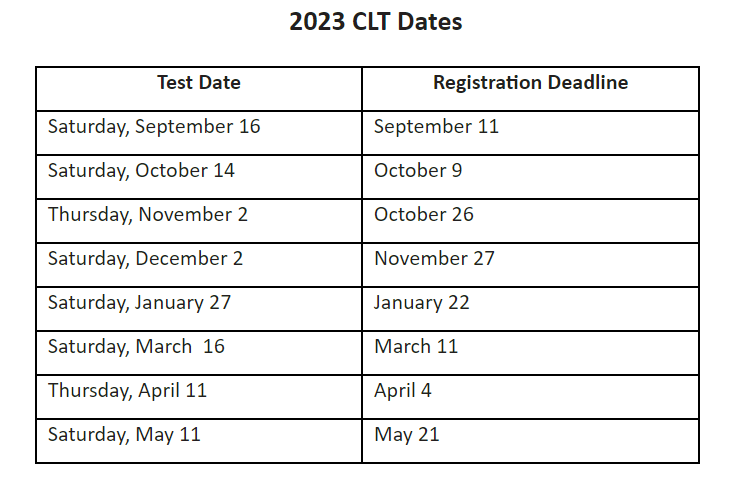 2023 CLT Dates
Test Date Registration Deadline
Saturday, September 16 September 11
Saturday, October 14 October 9
Thursday, November 2 October 26
Saturday, December 2 November 27
Saturday, January 27 January 22
Saturday, March  16 March 11
Thursday, April 11 April 4
Saturday, May 11 May 21